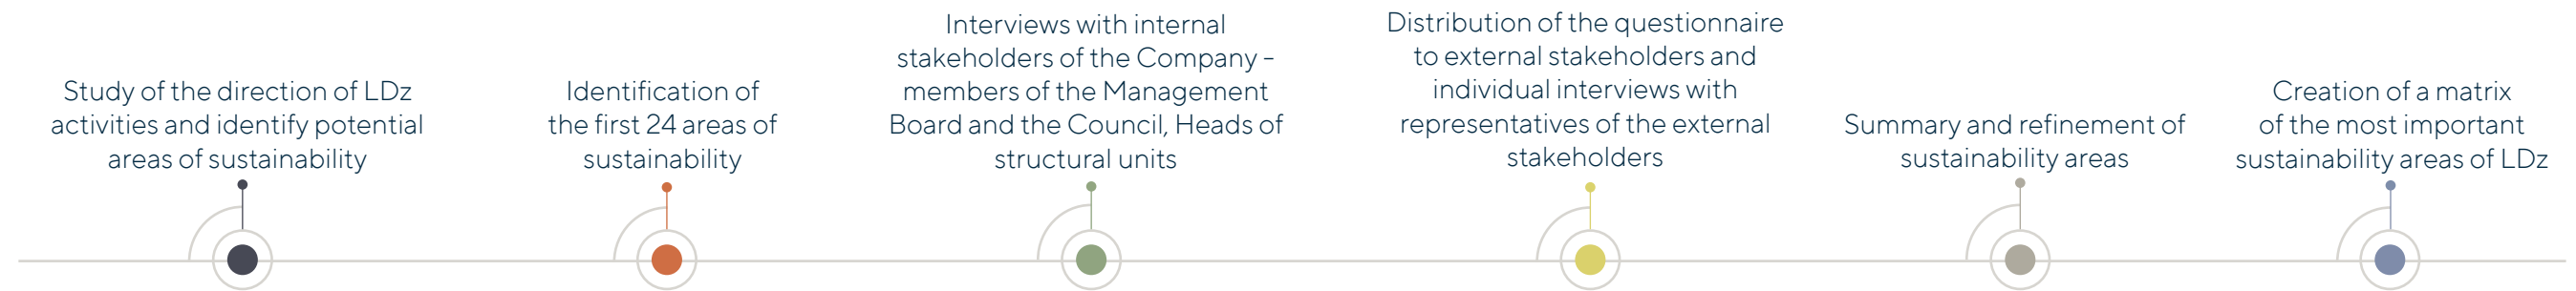 Study of the direction of LDz
activities and identify potential
areas of sustainability
Identification of
the first 24 areas of
sustainability
Interviews with internal
stakeholders of the Company -
members of the Management
Board and the Council, Heads of
structural units
Distribution of the questionnaire
to external stakeholders and
individual interviews with
representatives of the external
stakeholders
Summary and refinement of
sustainability areas
Creation of a matrix
of the most important
sustainability areas of LDz